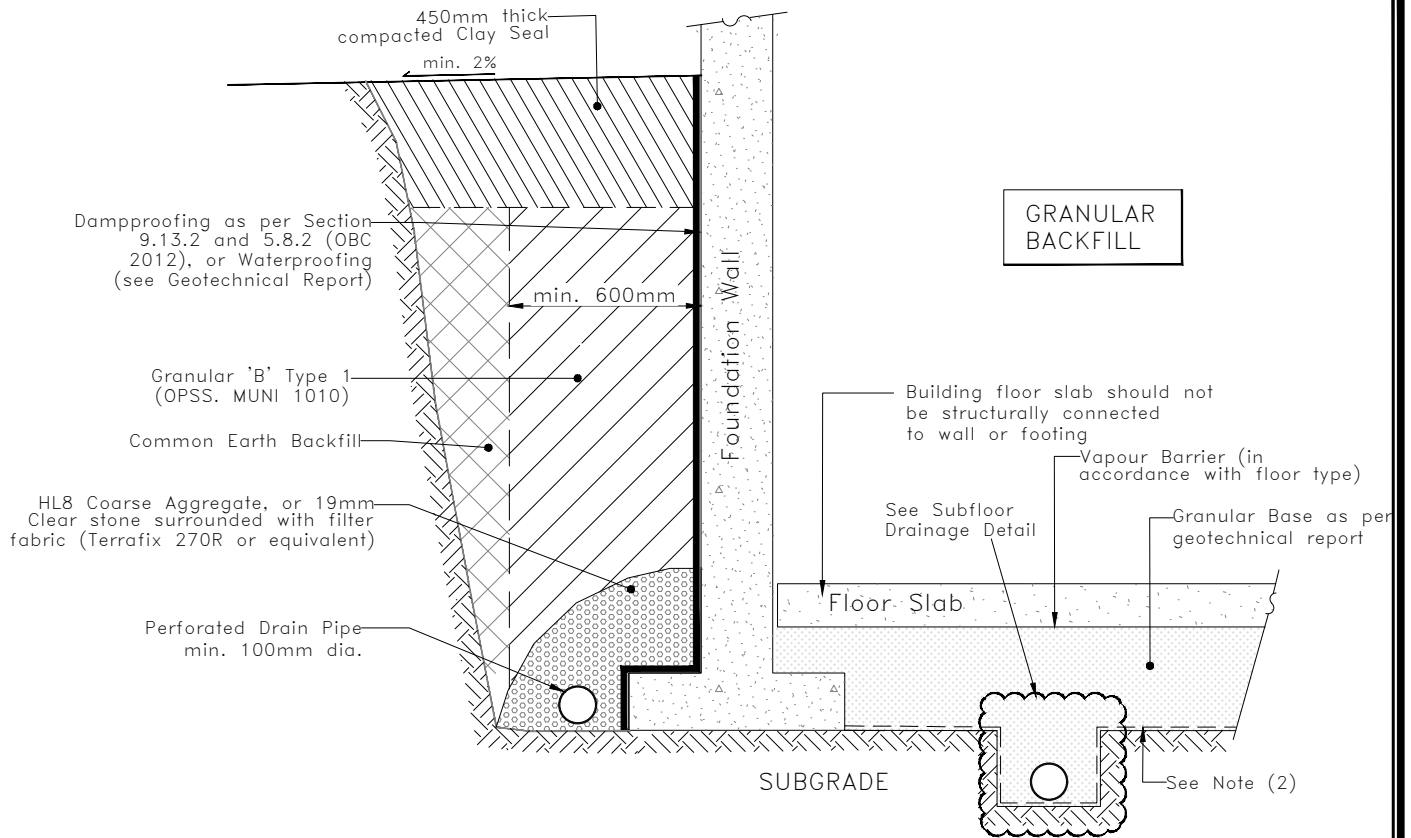 450mm thick
compacted Clay Seal
min. 2%
Dampproofing as per Section
9.13.2 and 5.8.2 (OBC
2012), or Waterproofing
(see Geotechnical Report)
min. 600mm
Foundation Wall
GRANULAR
BACKFILL
Granular 'B' Type 1
(OPSS. MUNI 1010)
Common Earth Backfill
HL8 Coarse Aggregate, or 19mm
Clear stone surrounded with filter
fabric (Terrafix 270R or equivalent)
Perforated Drain Pipe
min. 100mm dia.
Building floor slab should not
be structurally connected
to wall or footing
Vapour Barrier (in
accordance with floor type)
See Subfloor
Drainage Detail
Granular Base as per
geotechnical report
Floor Slab
SUBGRADE
See Note (2)